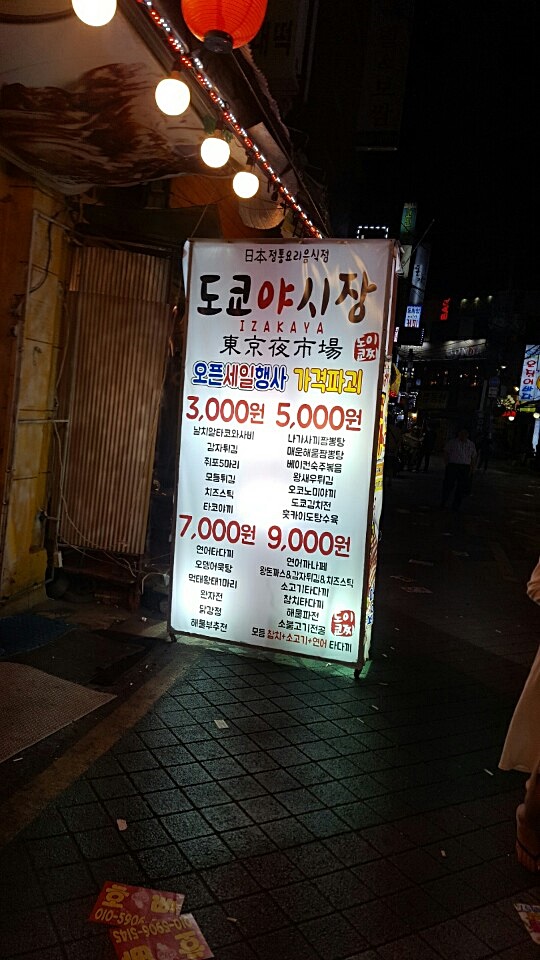 日本정통요리음식점
도쿄야시장
IZAKAYA
東京夜市場
도이쿄찌
오픈세일행사 가격파괴
3,000원
날치알타코와사비
감자튀김
쥐포5마리
모듬튀김
치즈스틱
타코야끼
5,000원
나가사끼짬뽕탕
매운해물짬뽕탕
베이컨숙주볶음
왕새우튀김
오코노미야끼
도쿄김치전
훗카이도탕수육
7,000원
연어타다끼
오뎅어묵탕
먹태황태1마리
완자전
닭강정
해물부추전
9,000원
연어까나페
왕돈까스&감자튀김&치즈스틱
소고기타다끼
참치타다끼
해물파전
소불고기전골
모듬 참치+소고기+연어 타다끼